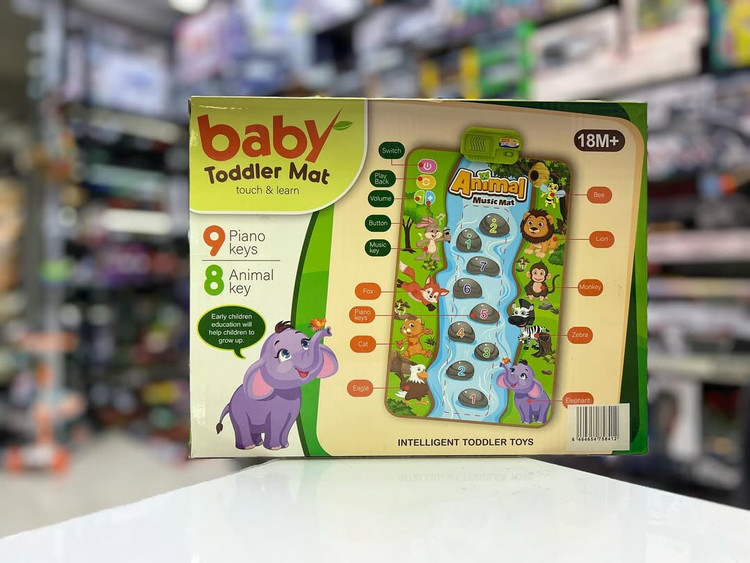 baby
Toddler Mat
touch & learn
9 Piano
keys
8 Animal
key
Early children
education will
help children to
grow up.
18M+
Switch
Play
Back
Volume
Button
Music
key
Fox
Piano
keys
Cat
Eagle
Animal
Music Mat
2
1
7
6
5
4
3
2
1
Bee
Lion
Monkey
Zebra
Elephant
INTELLIGENT TODDLER TOYS